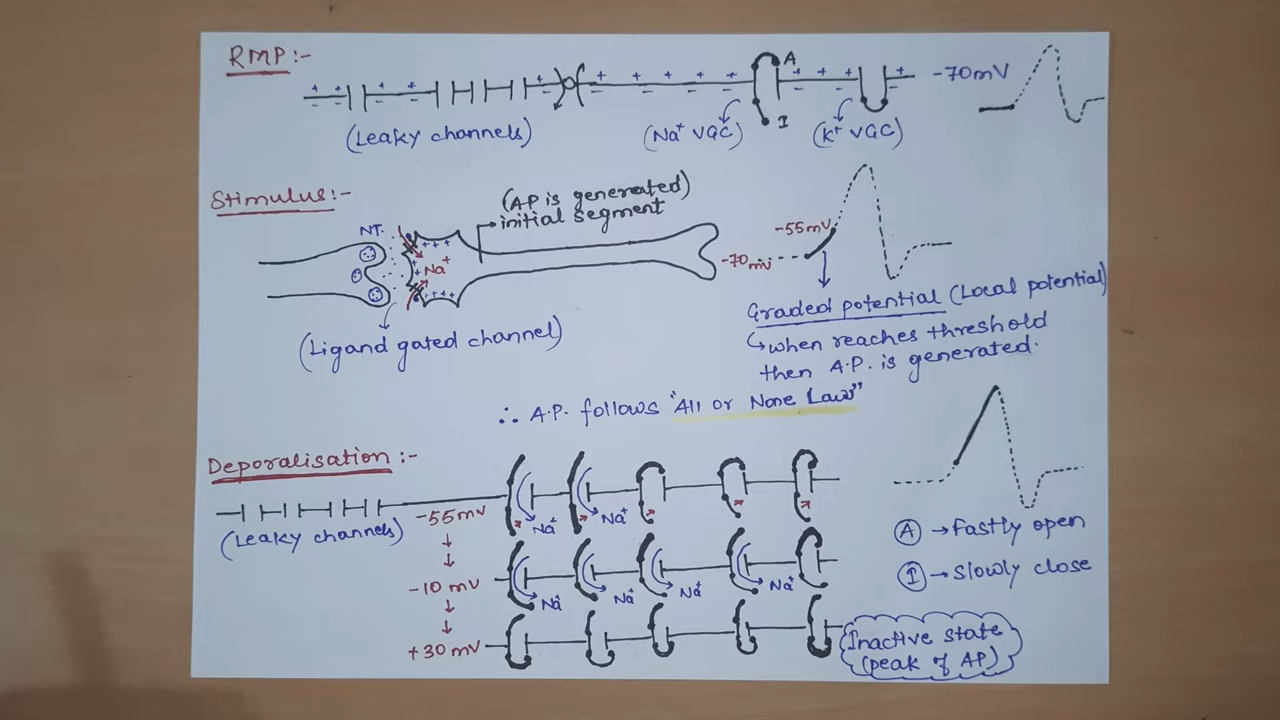 RMP:-
A
-70mV
I
(Leaky channels)
(Na⁺ VGC)
(K⁺ VGC)
Stimulus:-
(AP is generated)
initial segment
NT.
Na⁺
-55mV
-70mV
(Ligand gated channel)
Graded potential (Local potential)
↳ when reaches threshold
then A.P. is generated.
∴ A.P. follows "All or None Law"
Deporalisation :-
(Leaky channels)
-55mV
Na⁺ Na⁺
-10 mV
Na⁺ Na⁺ Na⁺ Na⁺
+30 mV
A → fastly open
I → Slowly close
Inactive state
(peak of AP)